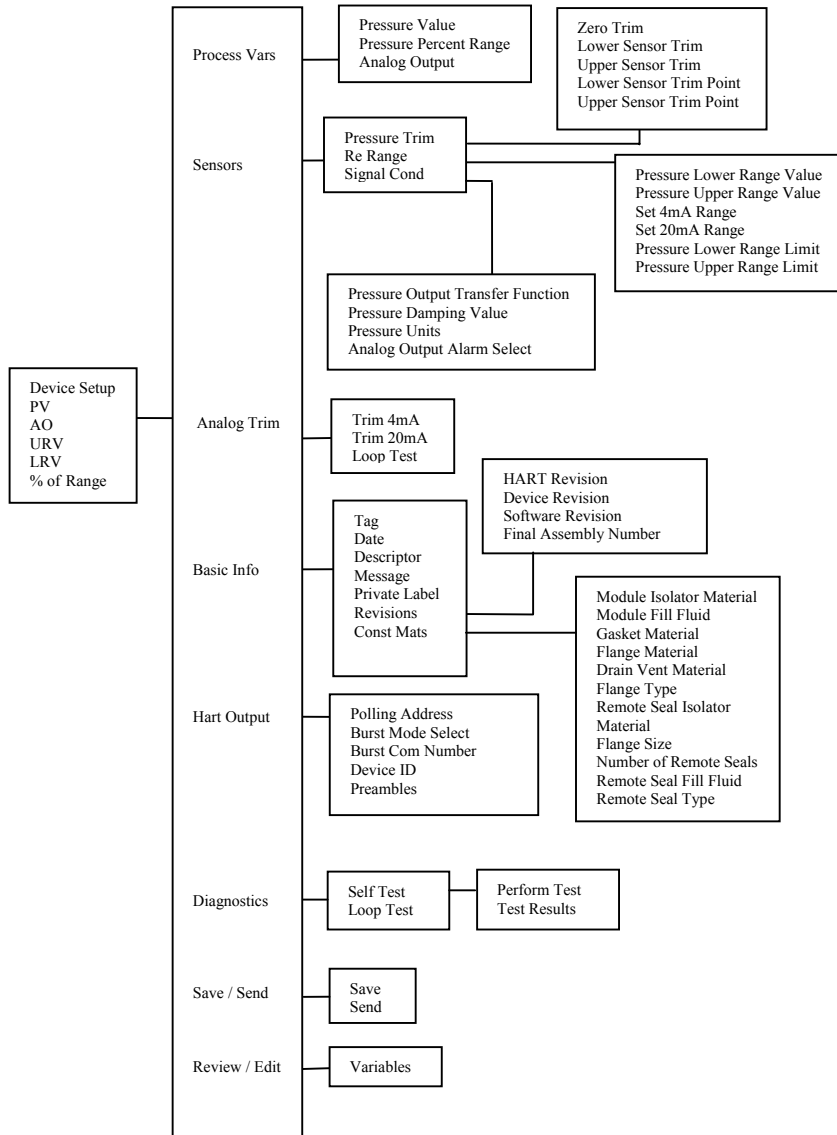 Process Vars
Pressure Value
Pressure Percent Range
Analog Output
Zero Trim
Lower Sensor Trim
Upper Sensor Trim
Lower Sensor Trim Point
Upper Sensor Trim Point
Sensors
Pressure Trim
Re Range
Signal Cond
Pressure Lower Range Value
Pressure Upper Range Value
Set 4mA Range
Set 20mA Range
Pressure Lower Range Limit
Pressure Upper Range Limit
Pressure Output Transfer Function
Pressure Damping Value
Pressure Units
Analog Output Alarm Select
Device Setup
PV
AO
URV
LRV
% of Range
Analog Trim
Trim 4mA
Trim 20mA
Loop Test
HART Revision
Device Revision
Software Revision
Final Assembly Number
Basic Info
Tag
Date
Descriptor
Message
Private Label
Revisions
Const Mats
Module Isolator Material
Module Fill Fluid
Gasket Material
Flange Material
Drain Vent Material
Flange Type
Remote Seal Isolator
Material
Flange Size
Number of Remote Seals
Remote Seal Fill Fluid
Remote Seal Type
Hart Output
Polling Address
Burst Mode Select
Burst Com Number
Device ID
Preambles
Diagnostics
Self Test
Loop Test
Perform Test
Test Results
Save / Send
Save
Send
Review / Edit
Variables